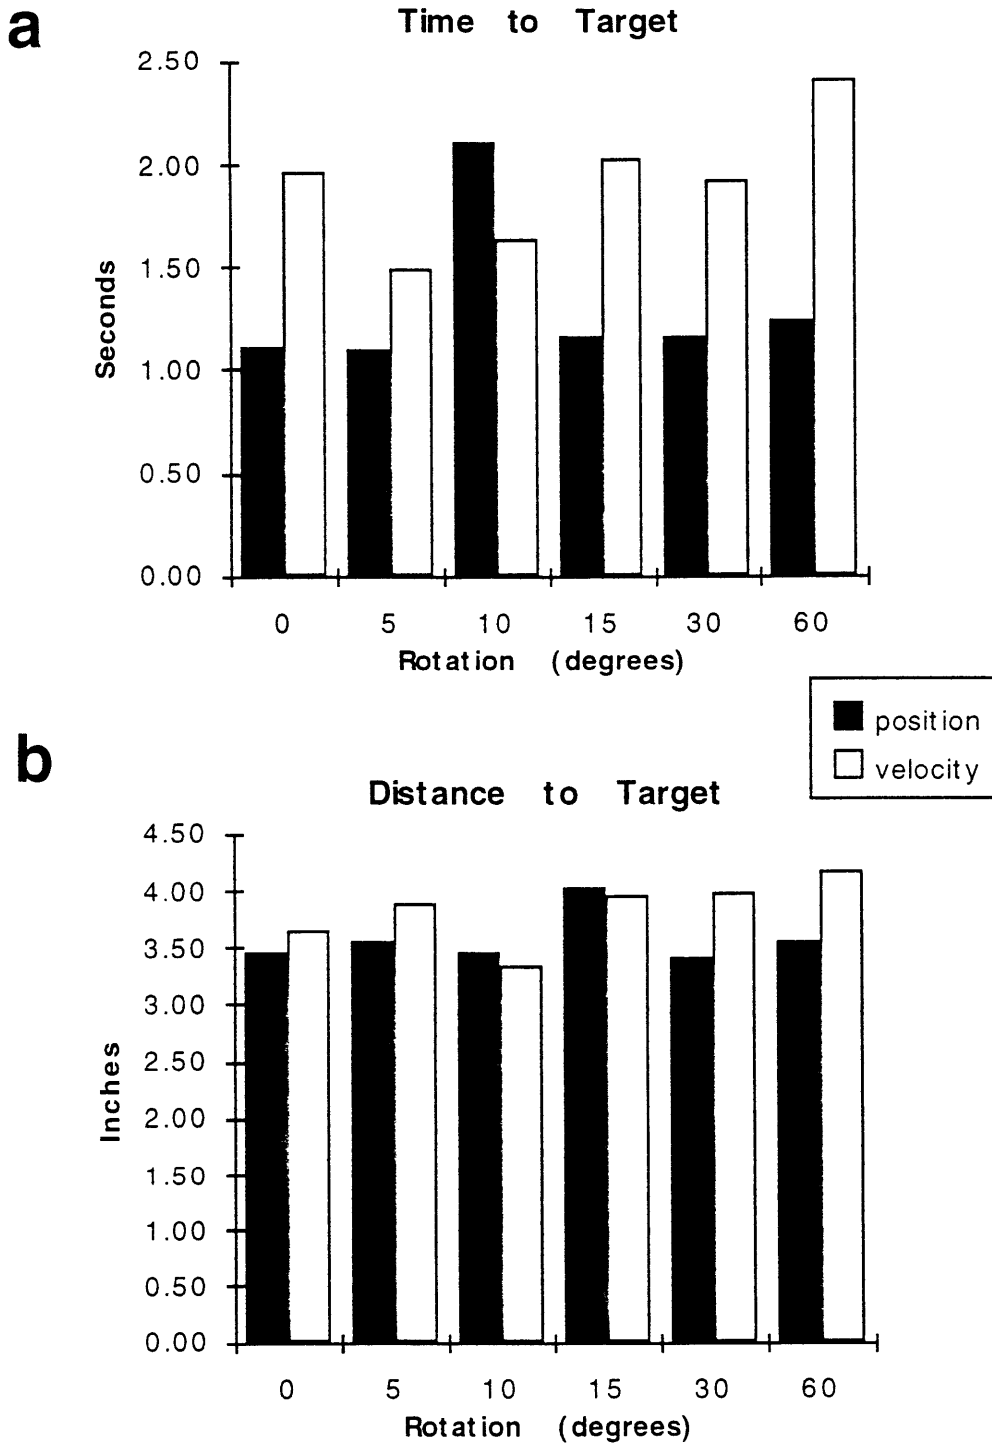 a
Time to Target
2.50
2.00
1.50
1.00
0.50
0.00
Seconds
0 5 10 15 30 60
Rotation (degrees)
position
velocity
b
Distance to Target
4.50
4.00
3.50
3.00
2.50
2.00
1.50
1.00
0.50
0.00
Inches
0 5 10 15 30 60
Rotation (degrees)